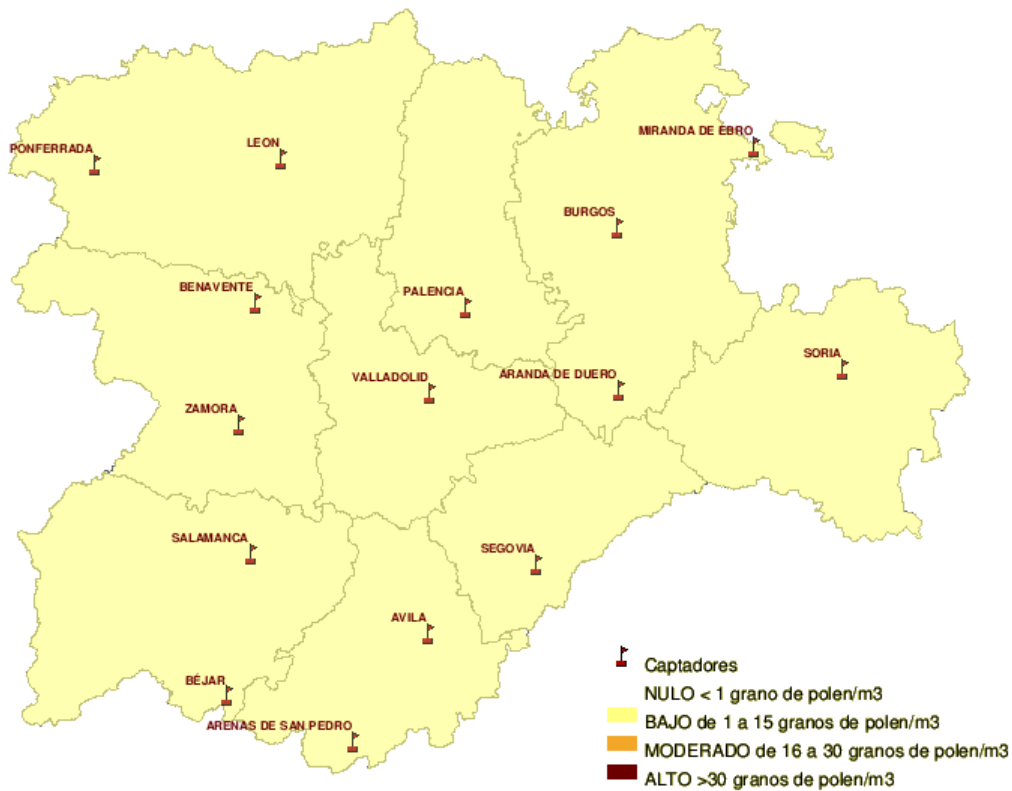 MIRANDA DE EBRO
LEON
PONFERRADA
BURGOS
BENAVENTE
PALENCIA
SORIA
VALLADOLID
ARANDA DE DUERO
ZAMORA
SALAMANCA
SEGOVIA
AVILA
BÉJAR
ARENAS DE SAN PEDRO
Captadores
NULO < 1 grano de polen/m3
BAJO de 1 a 15 granos de polen/m3
MODERADO de 16 a 30 granos de polen/m3
ALTO >30 granos de polen/m3